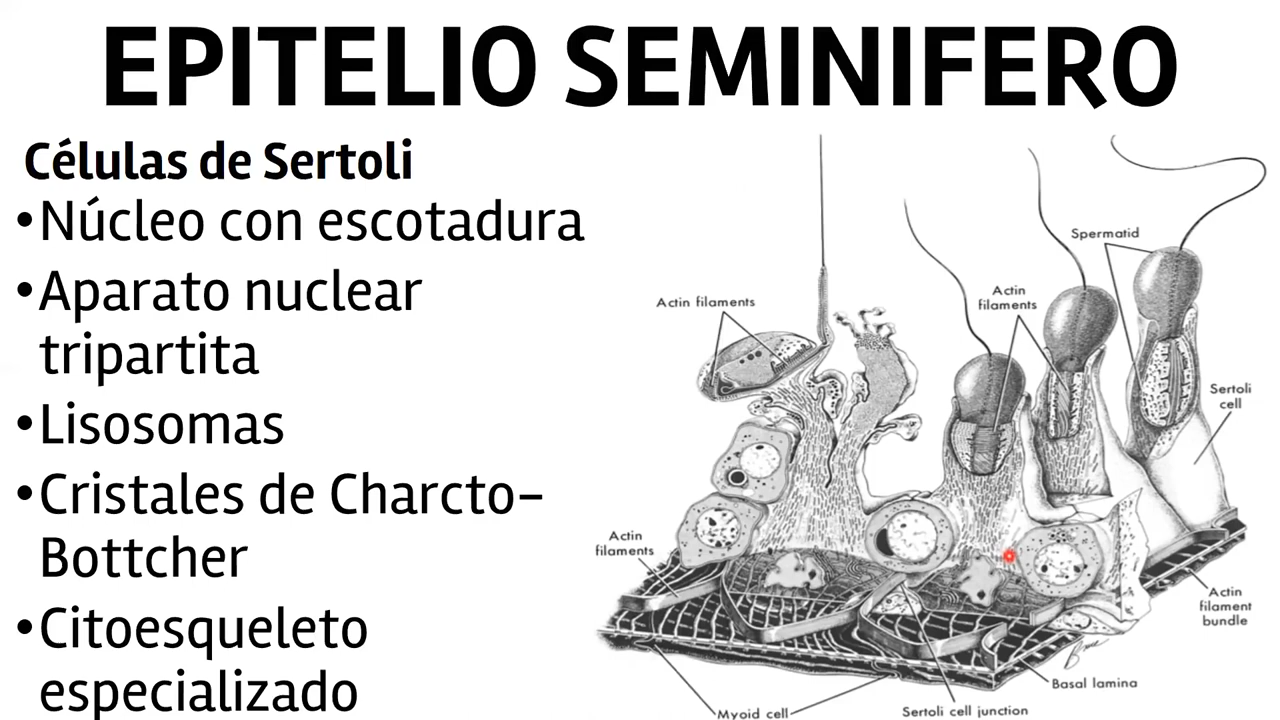 EPITELIO SEMINIFERO
Células de Sertoli
•Núcleo con escotadura
•Aparato nuclear
tripartita
•Lisosomas
•Cristales de Charcto-
Bottcher
•Citoesqueleto
especializado
Spermatid
Actin filaments
Actin
filaments
Sertoli
cell
Actin
filaments
Actin
filament
bundle
Basal lamina
Myoid cell
Sertoli cell junction